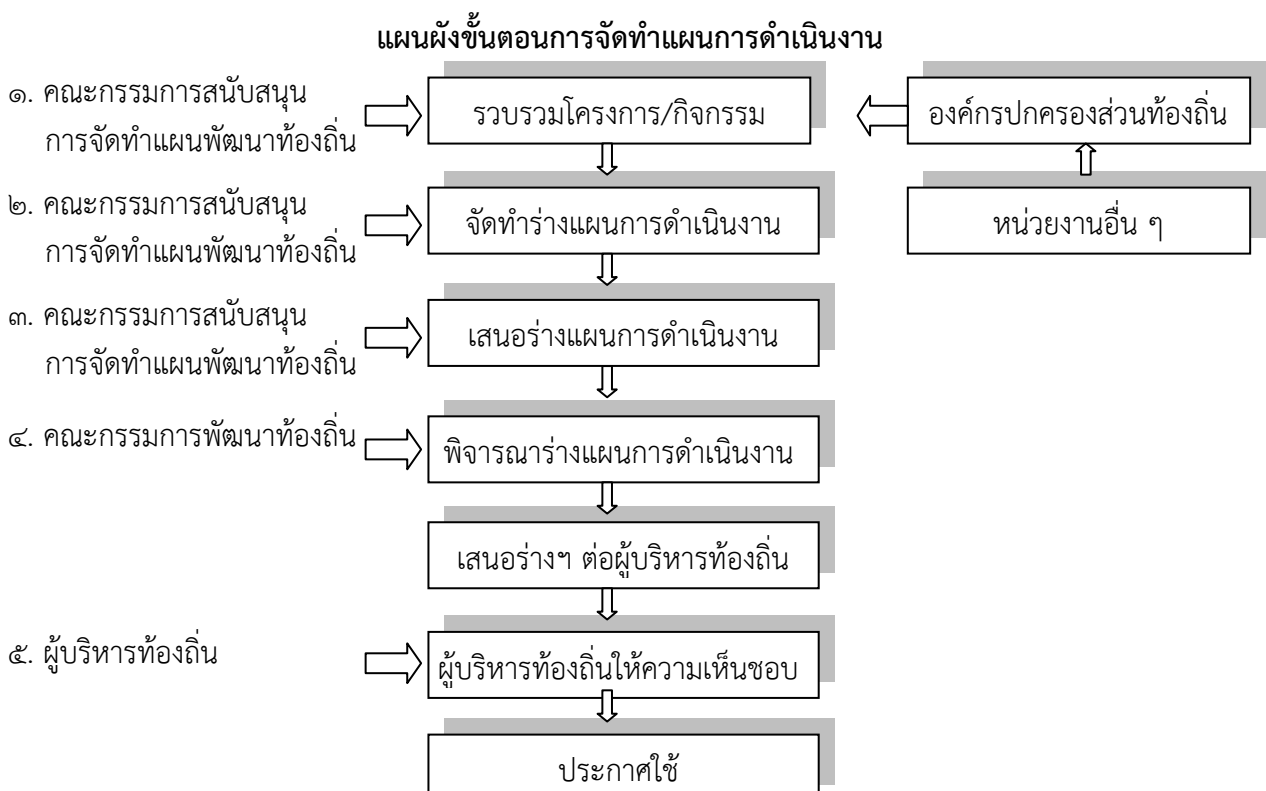 แผนผังขั้นตอนการจัดทำแผนการดำเนินงาน
๑. คณะกรรมการสนับสนุน
การจัดทำแผนพัฒนาท้องถิ่น
รวบรวมโครงการ/กิจกรรม
องค์กรปกครองส่วนท้องถิ่น
๒. คณะกรรมการสนับสนุน
การจัดทำแผนพัฒนาท้องถิ่น
จัดทำร่างแผนการดำเนินงาน
หน่วยงานอื่น ๆ
๓. คณะกรรมการสนับสนุน
การจัดทำแผนพัฒนาท้องถิ่น
เสนอร่างแผนการดำเนินงาน
๔. คณะกรรมการพัฒนาท้องถิ่น
พิจารณาร่างแผนการดำเนินงาน
เสนอร่างฯ ต่อผู้บริหารท้องถิ่น
๕. ผู้บริหารท้องถิ่น
ผู้บริหารท้องถิ่นให้ความเห็นชอบ
ประกาศใช้